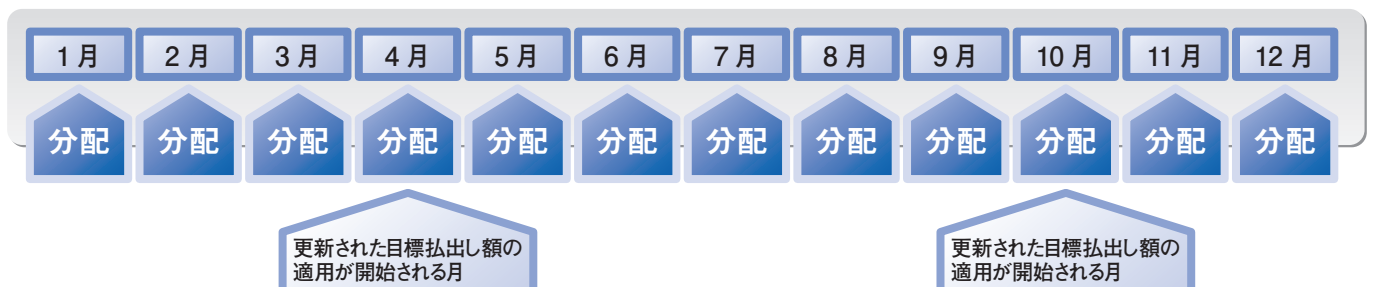 1月 2月 3月 4月 5月 6月 7月 8月 9月 10月 11月 12月
分配 分配 分配 分配 分配 分配 分配 分配 分配 分配 分配 分配
更新された目標払出し額の
適用が開始される月
更新された目標払出し額の
適用が開始される月